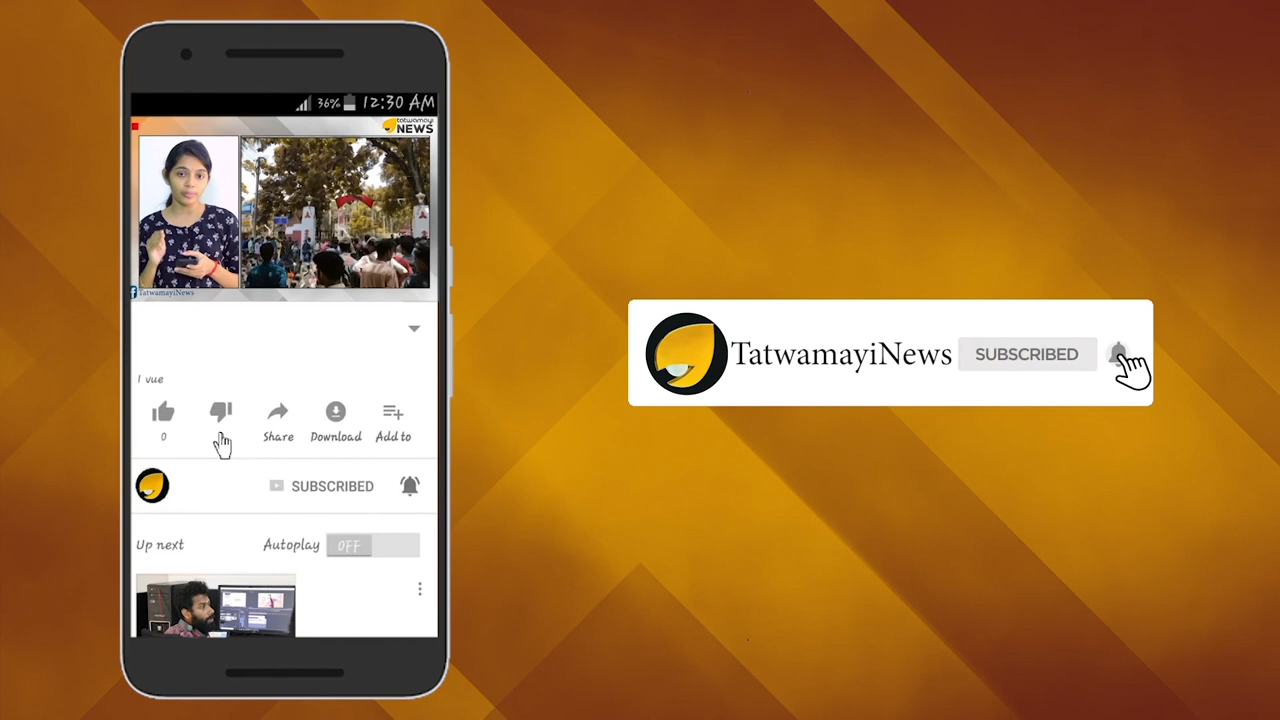 36% 12:30 AM
tatwamayi
NEWS
TatwamayiNews
1 vue
0
Share
Download
Add to
SUBSCRIBED
Up next
Autoplay
OFF
TatwamayiNews
SUBSCRIBED